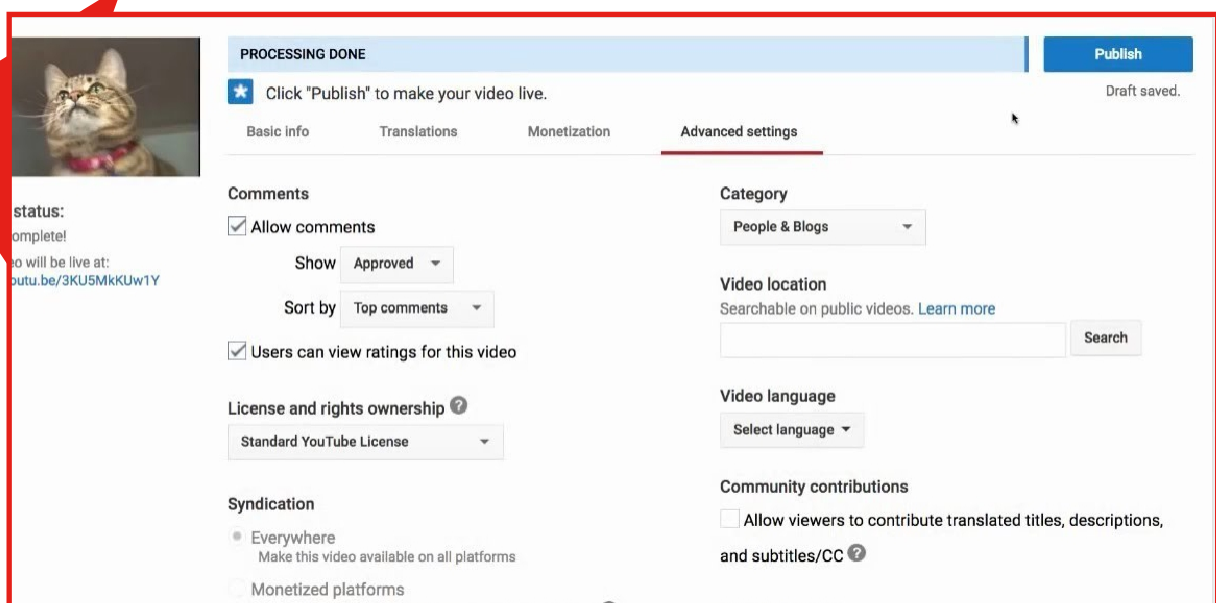 PROCESSING DONE
Publish
Click "Publish" to make your video live.
Draft saved.
Basic info
Translations
Monetization
Advanced settings
status:
omplete!
eo will be live at:
outu.be/3KU5MkKUw1Y
Comments
Allow comments
Show Approved
Sort by Top comments
Users can view ratings for this video
License and rights ownership ?
Standard YouTube License
Syndication
Everywhere
Make this video available on all platforms
Monetized platforms
Category
People & Blogs
Video location
Searchable on public videos. Learn more
Search
Video language
Select language
Community contributions
Allow viewers to contribute translated titles, descriptions,
and subtitles/CC ?